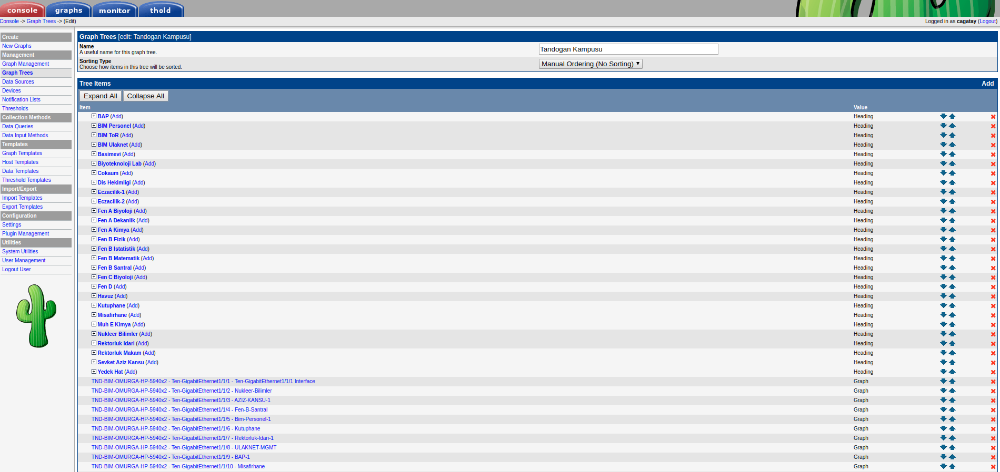 console graphs monitor thold
Console -> Graph Trees -> (Edit)
Logged in as cagatay (Logout)
Create
New Graphs
Management
Graph Management
Graph Trees
Data Sources
Devices
Notification Lists
Thresholds
Collection Methods
Data Queries
Data Input Methods
Templates
Graph Templates
Host Templates
Data Templates
Threshold Templates
Import/Export
Import Templates
Export Templates
Configuration
Settings
Plugin Management
Utilities
System Utilities
User Management
Logout User
Graph Trees [edit: Tandogan Kampusu]
Name
A useful name for this graph tree.
Tandogan Kampusu
Sorting Type
Choose how items in this tree will be sorted.
Manual Ordering (No Sorting)
Tree Items Add
Expand All Collapse All
Item Value
BAP (Add) Heading
BIM Personel (Add) Heading
BIM ToR (Add) Heading
BIM Ulaknet (Add) Heading
Basimevi (Add) Heading
Biyoteknoloji Lab (Add) Heading
Cokaum (Add) Heading
Dis Hekimligi (Add) Heading
Eczacilik-1 (Add) Heading
Eczacilik-2 (Add) Heading
Fen A Biyoloji (Add) Heading
Fen A Dekanlik (Add) Heading
Fen A Kimya (Add) Heading
Fen B Fizik (Add) Heading
Fen B Istatistik (Add) Heading
Fen B Matematik (Add) Heading
Fen B Santral (Add) Heading
Fen C Biyoloji (Add) Heading
Fen D (Add) Heading
Havuz (Add) Heading
Kutuphane (Add) Heading
Misafirhane (Add) Heading
Muh E Kimya (Add) Heading
Nukleer Bilimler (Add) Heading
Rektorluk Idari (Add) Heading
Rektorluk Makam (Add) Heading
Sevket Aziz Kansu (Add) Heading
Yedek Hat (Add) Heading
TND-BIM-OMURGA-HP-5940x2 - Ten-GigabitEthernet1/1/1 - Ten-GigabitEthernet1/1/1 Interface Graph
TND-BIM-OMURGA-HP-5940x2 - Ten-GigabitEthernet1/1/2 - Nukleer-Bilimler Graph
TND-BIM-OMURGA-HP-5940x2 - Ten-GigabitEthernet1/1/3 - AZIZ-KANSU-1 Graph
TND-BIM-OMURGA-HP-5940x2 - Ten-GigabitEthernet1/1/4 - Fen-B-Santral Graph
TND-BIM-OMURGA-HP-5940x2 - Ten-GigabitEthernet1/1/5 - Bim-Personel-1 Graph
TND-BIM-OMURGA-HP-5940x2 - Ten-GigabitEthernet1/1/6 - Kutuphane Graph
TND-BIM-OMURGA-HP-5940x2 - Ten-GigabitEthernet1/1/7 - Rektorluk-Idari-1 Graph
TND-BIM-OMURGA-HP-5940x2 - Ten-GigabitEthernet1/1/8 - ULAKNET-MGMT Graph
TND-BIM-OMURGA-HP-5940x2 - Ten-GigabitEthernet1/1/9 - BAP-1 Graph
TND-BIM-OMURGA-HP-5940x2 - Ten-GigabitEthernet1/1/10 - Misafirhane Graph